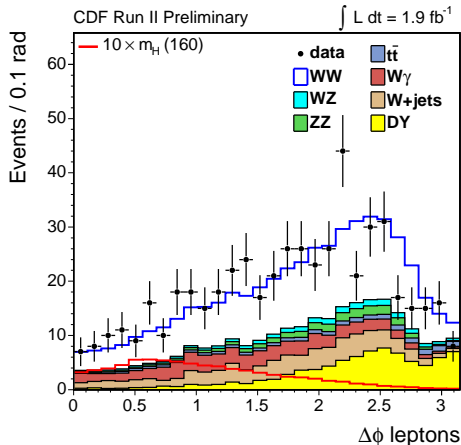 CDF Run II Preliminary ∫ L dt = 1.9 fb⁻¹
10 × m_H (160)
data
WW
WZ
ZZ
tt̄
Wγ
W+jets
DY
Events / 0.1 rad
60
50
40
30
20
10
0
0 0.5 1 1.5 2 2.5 3
Δϕ leptons